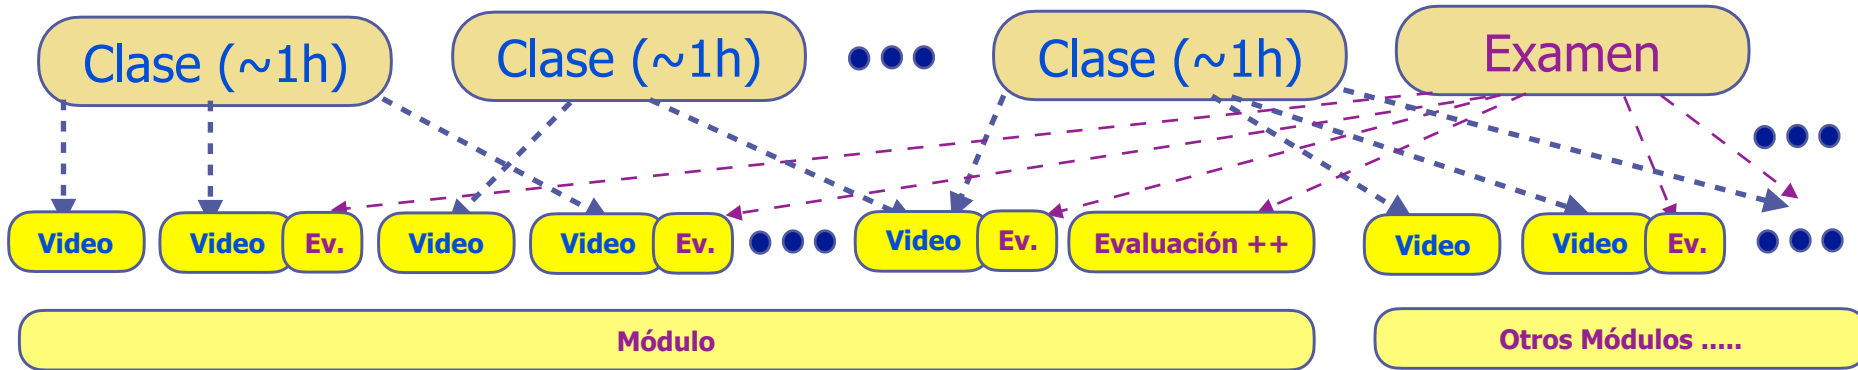 Clase (~1h)
Clase (~1h)
Clase (~1h)
Examen
Video
Video
Ev.
Video
Video
Ev.
Video
Ev.
Evaluación ++
Video
Video
Ev.
Módulo
Otros Módulos .....